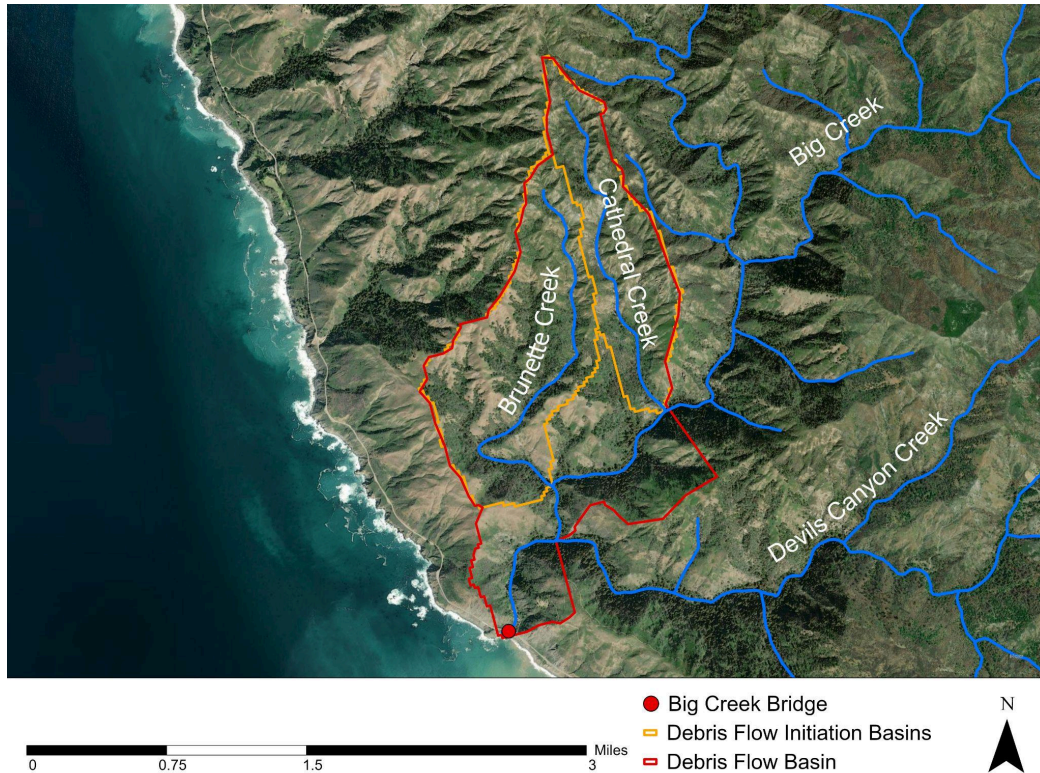 Big Creek
Cathedral Creek
Brunette Creek
Devils Canyon Creek
N
Big Creek Bridge
Debris Flow Initiation Basins
Debris Flow Basin
Miles
0 0.75 1.5 3